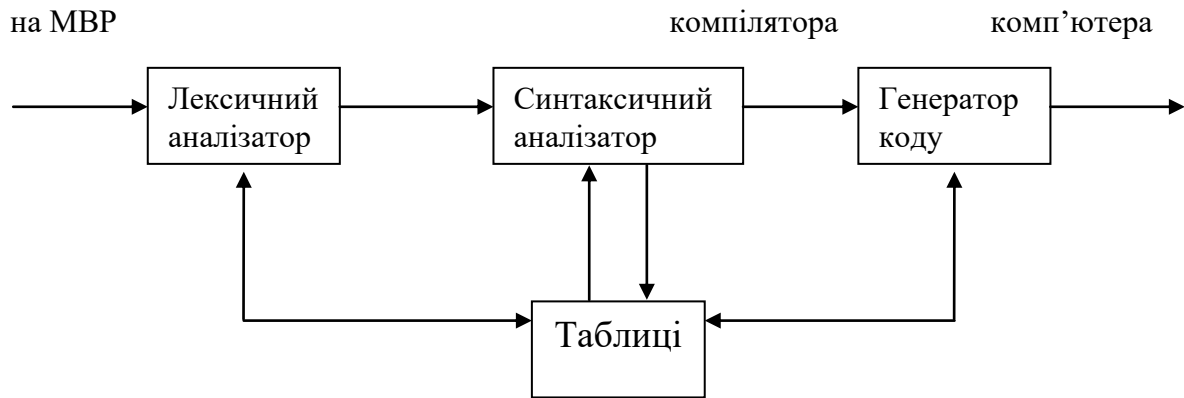 на МВР компілятора комп’ютера
Лексичний
аналізатор
Синтаксичний
аналізатор
Генератор
коду
Таблиці